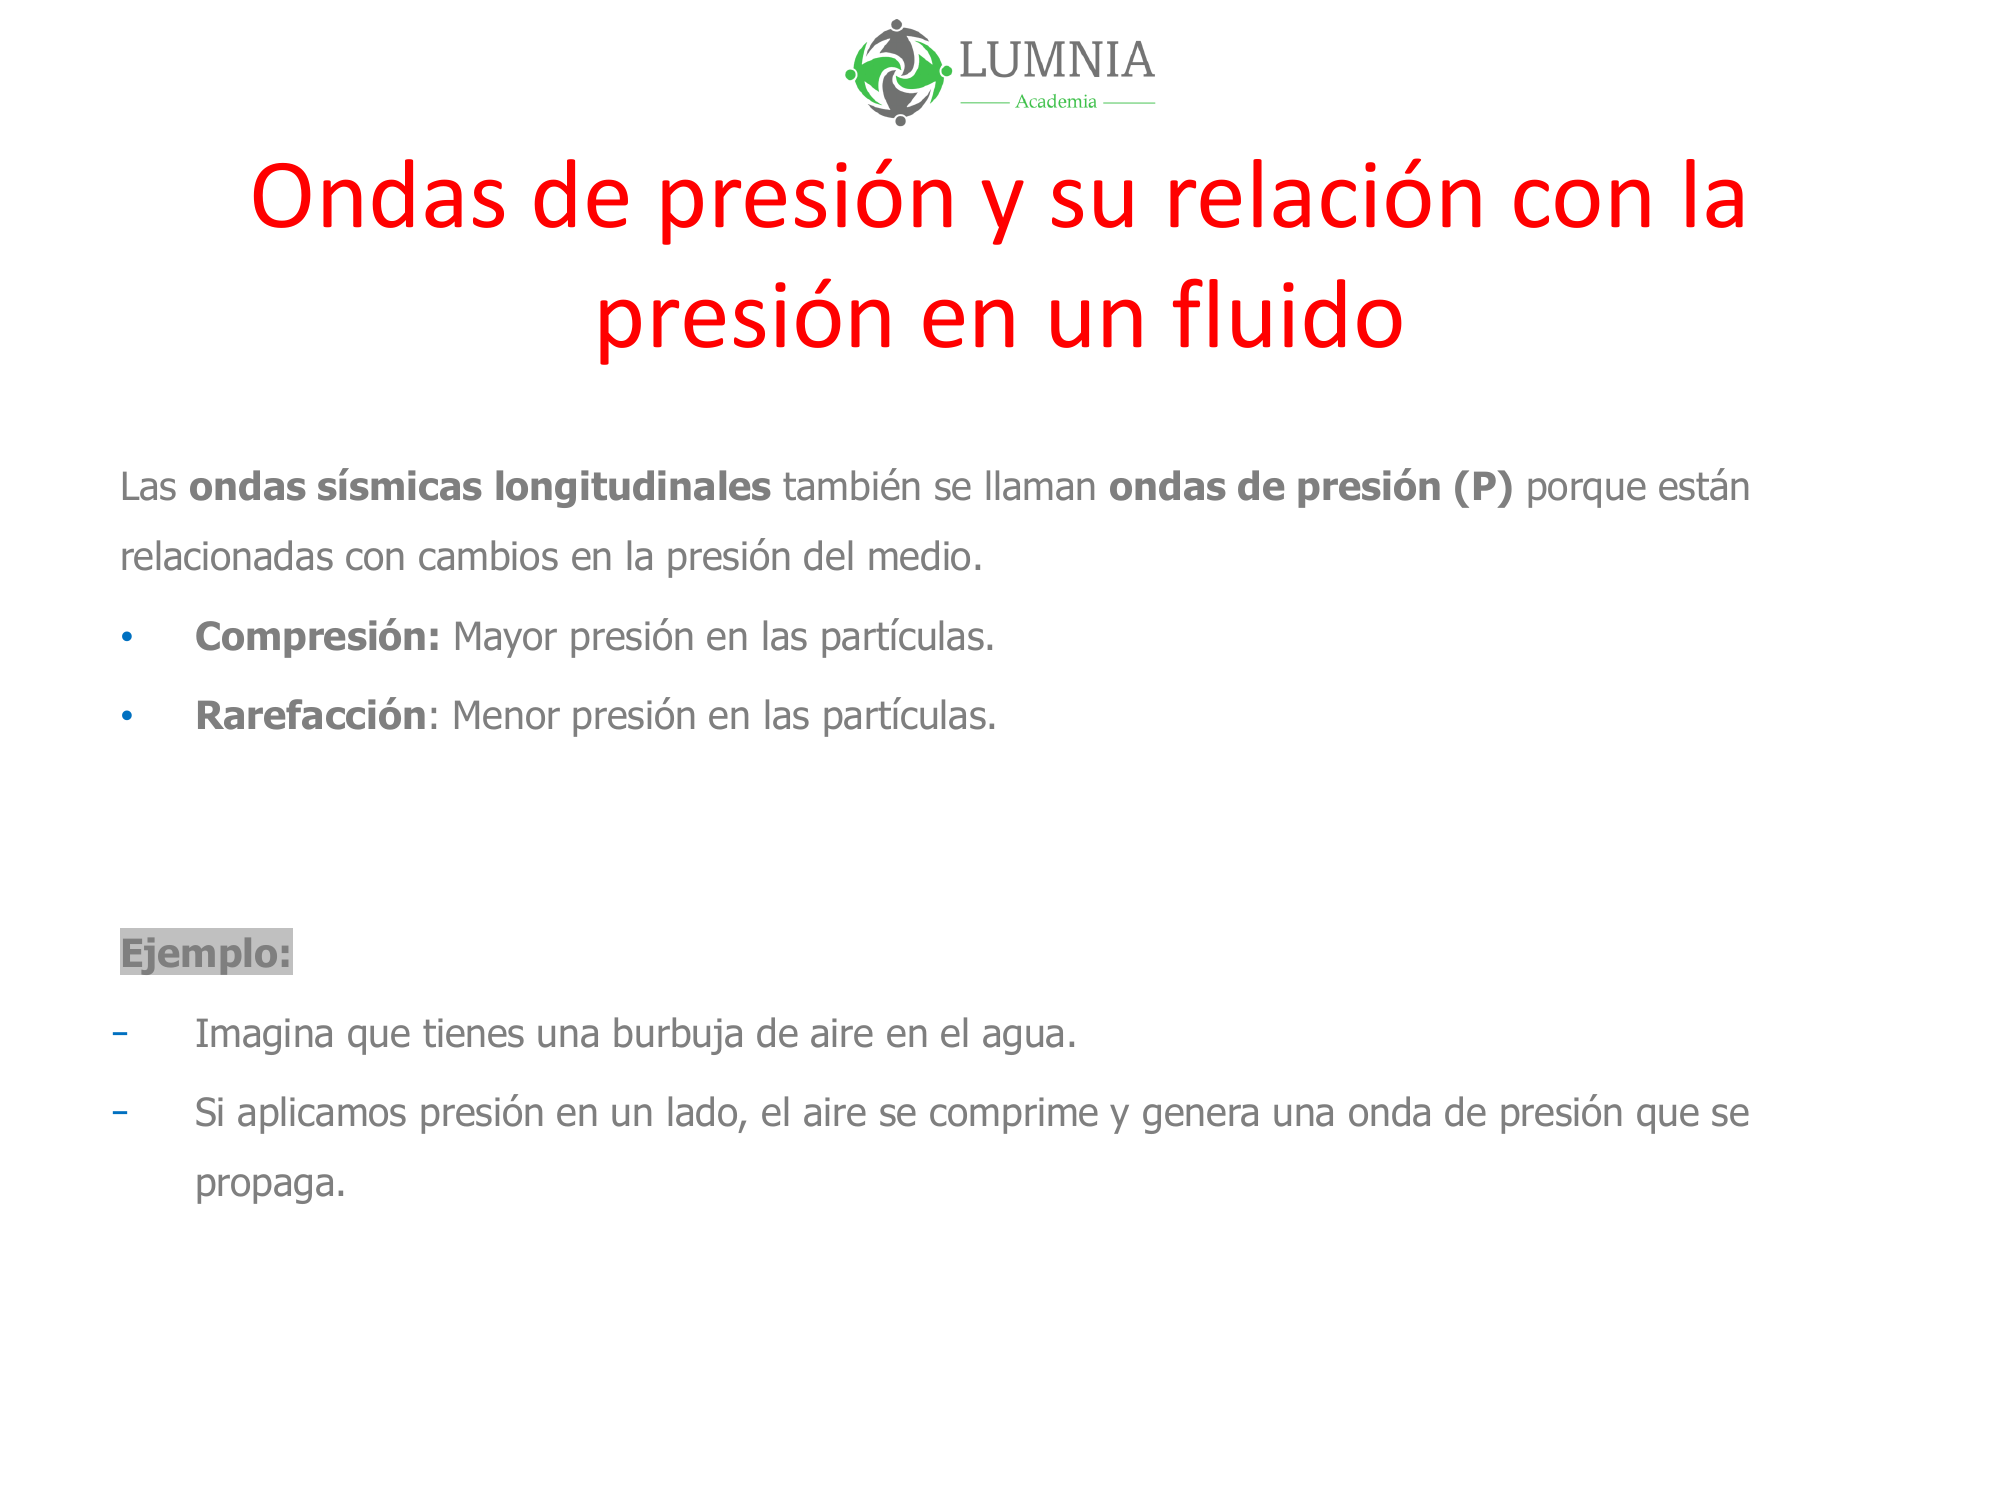 LUMNIA
Academia
Ondas de presión y su relación con la
presión en un fluido
Las ondas sísmicas longitudinales también se llaman ondas de presión (P) porque están
relacionadas con cambios en la presión del medio.
• Compresión: Mayor presión en las partículas.
• Rarefacción: Menor presión en las partículas.
Ejemplo:
- Imagina que tienes una burbuja de aire en el agua.
- Si aplicamos presión en un lado, el aire se comprime y genera una onda de presión que se
propaga.